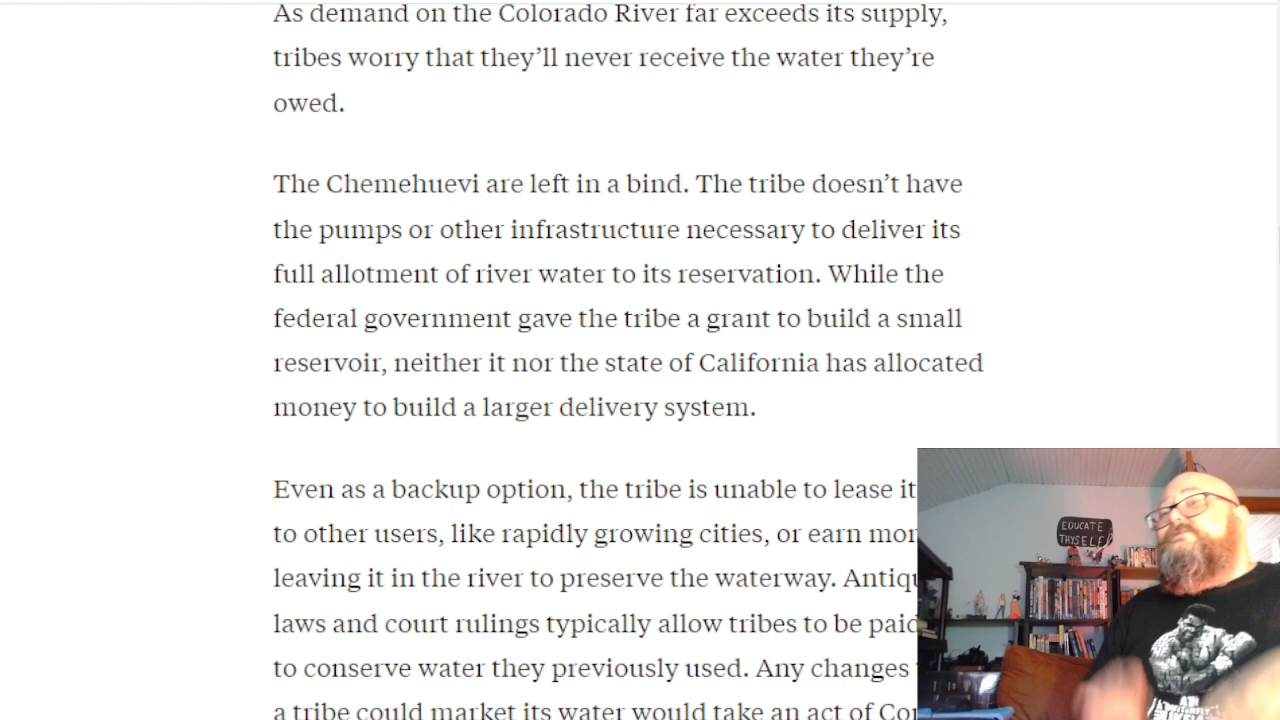 As demand on the Colorado River far exceeds its supply,
tribes worry that they’ll never receive the water they’re
owed.
The Chemehuevi are left in a bind. The tribe doesn’t have
the pumps or other infrastructure necessary to deliver its
full allotment of river water to its reservation. While the
federal government gave the tribe a grant to build a small
reservoir, neither it nor the state of California has allocated
money to build a larger delivery system.
Even as a backup option, the tribe is unable to lease it
to other users, like rapidly growing cities, or earn
leaving it in the river to preserve the waterway.
laws and court rulings typically allow tribes to be paid
to conserve water they previously used. Any changes
a tribe could market its water would take an act of
EDUCATE
THYSELF